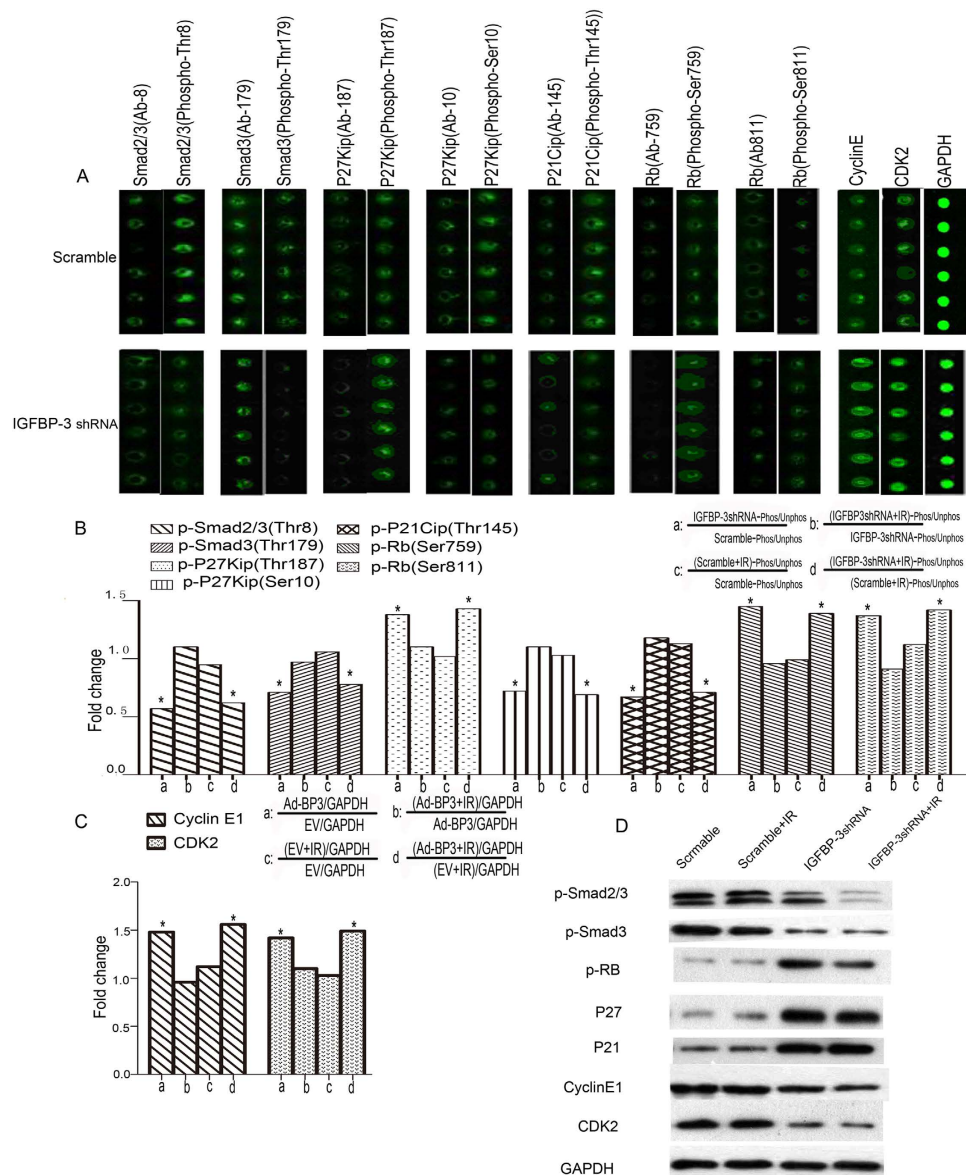 Smad2/3(Ab-8)
Smad2/3(Phospho-Thr8)
Smad3(Ab-179)
Smad3(Phospho-Thr179)
P27Kip(Ab-187)
P27Kip(Phospho-Thr187)
P27Kip(Ab-10)
P27Kip(Phospho-Ser10)
P21Cip(Ab-145)
P21Cip(Phospho-Thr145))
Rb(Ab-759)
Rb(Phospho-Ser759)
Rb(Ab811)
Rb(Phospho-Ser811)
CyclinE
CDK2
GAPDH
A
Scramble
IGFBP-3 shRNA
B
p-Smad2/3(Thr8)
p-Smad3(Thr179)
p-P27Kip(Thr187)
p-P27Kip(Ser10)
p-P21Cip(Thr145)
p-Rb(Ser759)
p-Rb(Ser811)
a: IGFBP-3shRNA-Phos/Unphos
Scramble-Phos/Unphos
b: (IGFBP3shRNA+IR)-Phos/Unphos
IGFBP-3shRNA-Phos/Unphos
c: (Scramble+IR)-Phos/Unphos
Scramble-Phos/Unphos
d (IGFBP-3shRNA+IR)-Phos/Unphos
(Scramble+IR)-Phos/Unphos
Fold change
1.5
1.0
0.5
0.0
* * * * * * * * * * * * * *
a b c d a b c d a b c d a b c d a b c d a b c d a b c d
C
Cyclin E1
CDK2
a: Ad-BP3/GAPDH
EV/GAPDH
b: (Ad-BP3+IR)/GAPDH
Ad-BP3/GAPDH
c: (EV+IR)/GAPDH
EV/GAPDH
d (Ad-BP3+IR)/GAPDH
(EV+IR)/GAPDH
Fold change
2.0
1.5
1.0
0.5
0.0
* * * *
a b c d a b c d
D
Scrmable
Scramble+IR
IGFBP-3shRNA
IGFBP-3shRNA+IR
p-Smad2/3
p-Smad3
p-RB
P27
P21
CyclinE1
CDK2
GAPDH